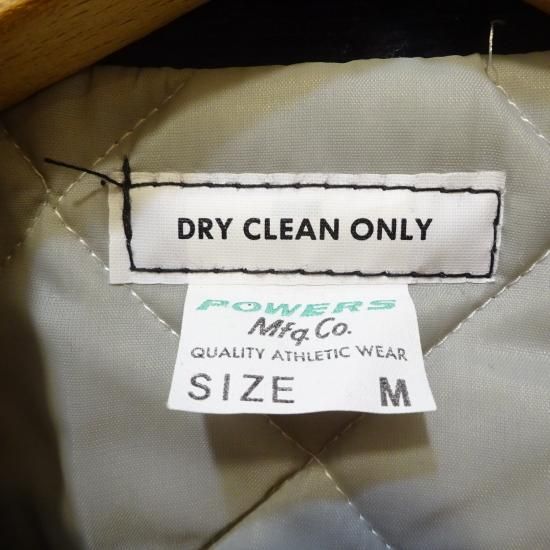 DRY CLEAN ONLY
POWERS
Mfg.Co.
QUALITY ATHLETIC WEAR
SIZE M